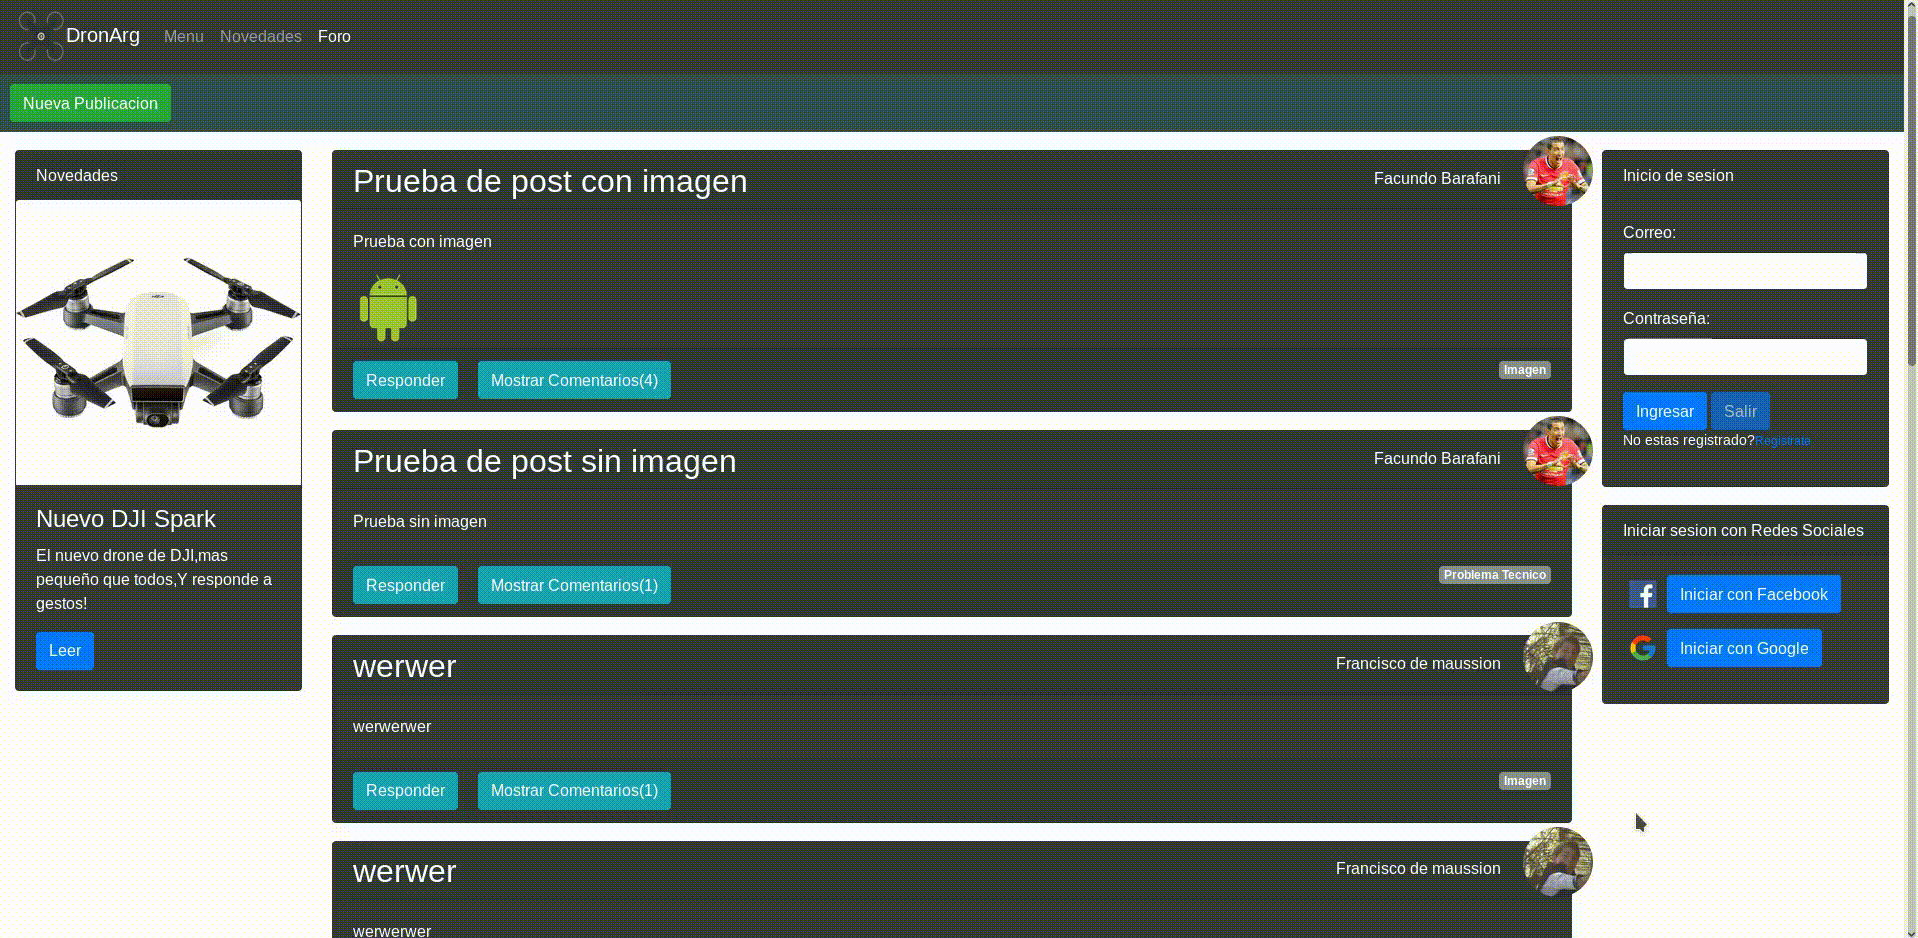 DronArg Menu Novedades Foro
Nueva Publicacion
Novedades
Nuevo DJI Spark
El nuevo drone de DJI,mas
pequeño que todos,Y responde a
gestos!
Leer
Prueba de post con imagen
Facundo Barafani
Prueba con imagen
Responder Mostrar Comentarios(4)
Imagen
Prueba de post sin imagen
Facundo Barafani
Prueba sin imagen
Responder Mostrar Comentarios(1)
Problema Tecnico
werwer
Francisco de maussion
werwerwer
Responder Mostrar Comentarios(1)
Imagen
werwer
Francisco de maussion
werwerwer
Inicio de sesion
Correo:
Contraseña:
Ingresar Salir
No estas registrado?Registrate
Iniciar sesion con Redes Sociales
Iniciar con Facebook
Iniciar con Google